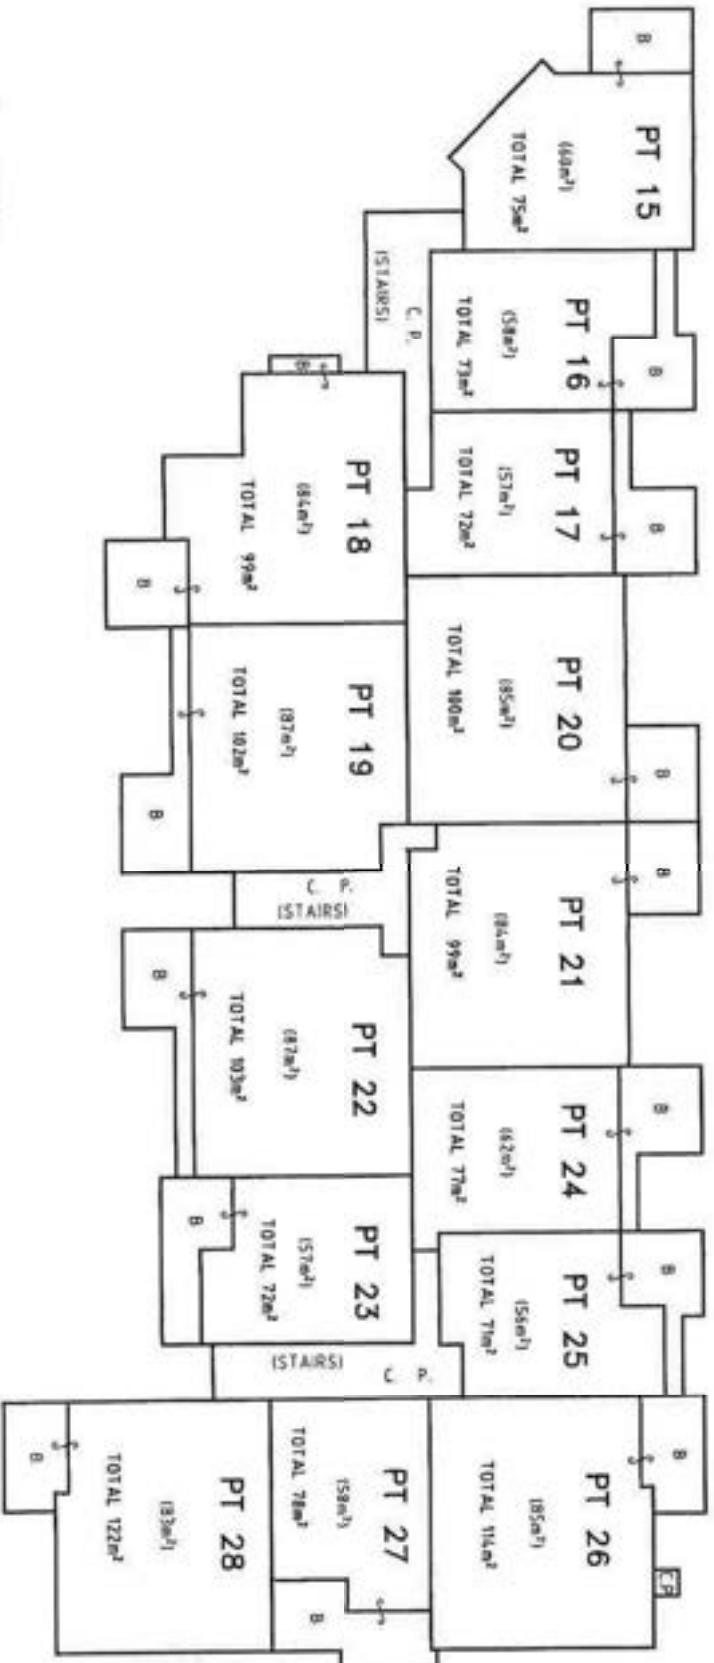 B
PT 15
(60m²)
TOTAL 75m²
C. P.
(STAIRS)
PT 16
(58m²)
TOTAL 73m²
B
PT 17
(57m²)
TOTAL 72m²
B
B
PT 18
(84m²)
TOTAL 99m²
B
PT 19
(87m²)
TOTAL 102m²
B
PT 20
(85m²)
TOTAL 100m²
B
PT 21
(84m²)
TOTAL 99m²
B
C. P.
(STAIRS)
PT 22
(87m²)
TOTAL 103m²
B
PT 23
(57m²)
TOTAL 72m²
B
PT 24
(62m²)
TOTAL 77m²
B
PT 25
(56m²)
TOTAL 71m²
B
(STAIRS)
C. P.
PT 26
(85m²)
TOTAL 114m²
B
CP
PT 27
(58m²)
TOTAL 78m²
B
PT 28
(83m²)
TOTAL 122m²
B